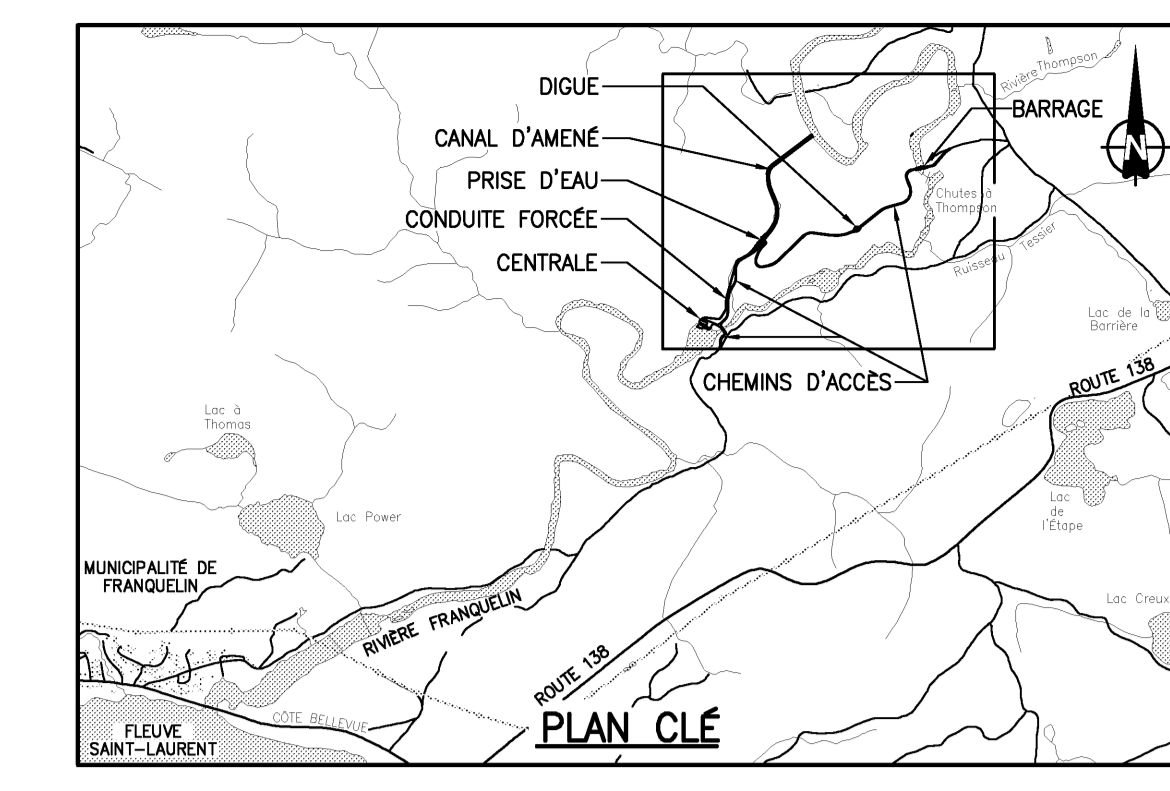 Rivière Thompson
DIGUE
BARRAGE
CANAL D'AMENÉ
N
PRISE D'EAU
Chutes à
Thompson
CONDUITE FORCÉE
CENTRALE
Ruisseau Tessier
Lac de la
Barrière
CHEMINS D'ACCÈS
ROUTE 138
Lac à
Thomas
Lac Power
Lac
de
l'Étape
MUNICIPALITÉ DE
FRANQUELIN
RIVIÈRE FRANQUELIN
Lac Creux
ROUTE 138
CÔTE BELLEVUE
PLAN CLÉ
FLEUVE
SAINT-LAURENT